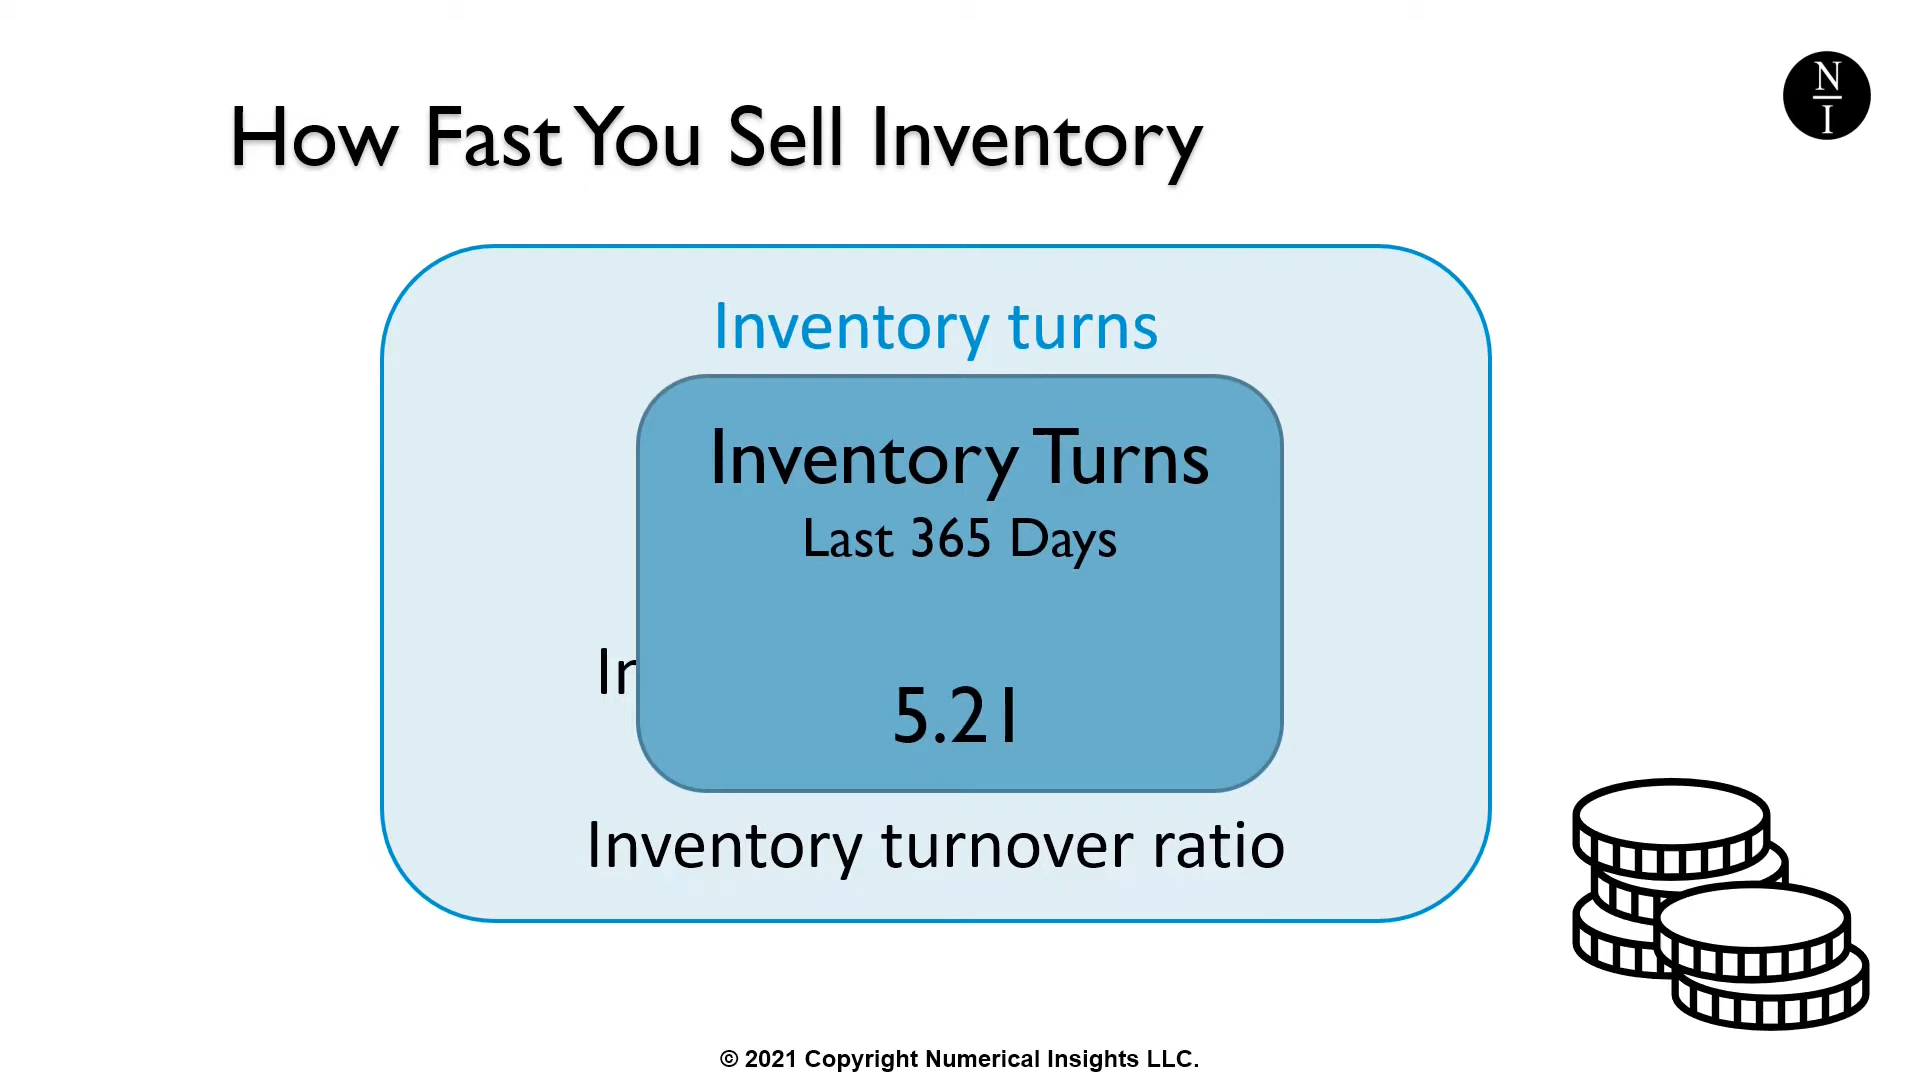 N
I
How Fast You Sell Inventory
Inventory turns
Inventory Turns
Last 365 Days
5.21
Inventory turnover ratio
© 2021 Copyright Numerical Insights LLC.